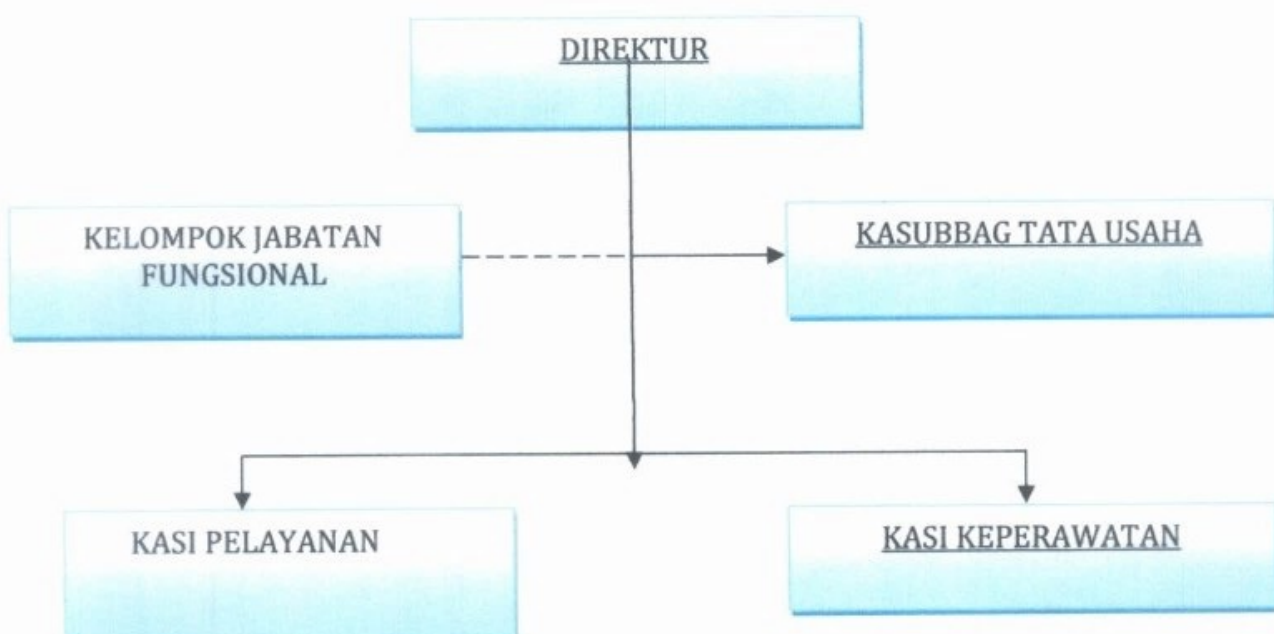 DIREKTUR
KELOMPOK JABATAN
FUNGSIONAL
KASUBBAG TATA USAHA
KASI PELAYANAN
KASI KEPERAWATAN